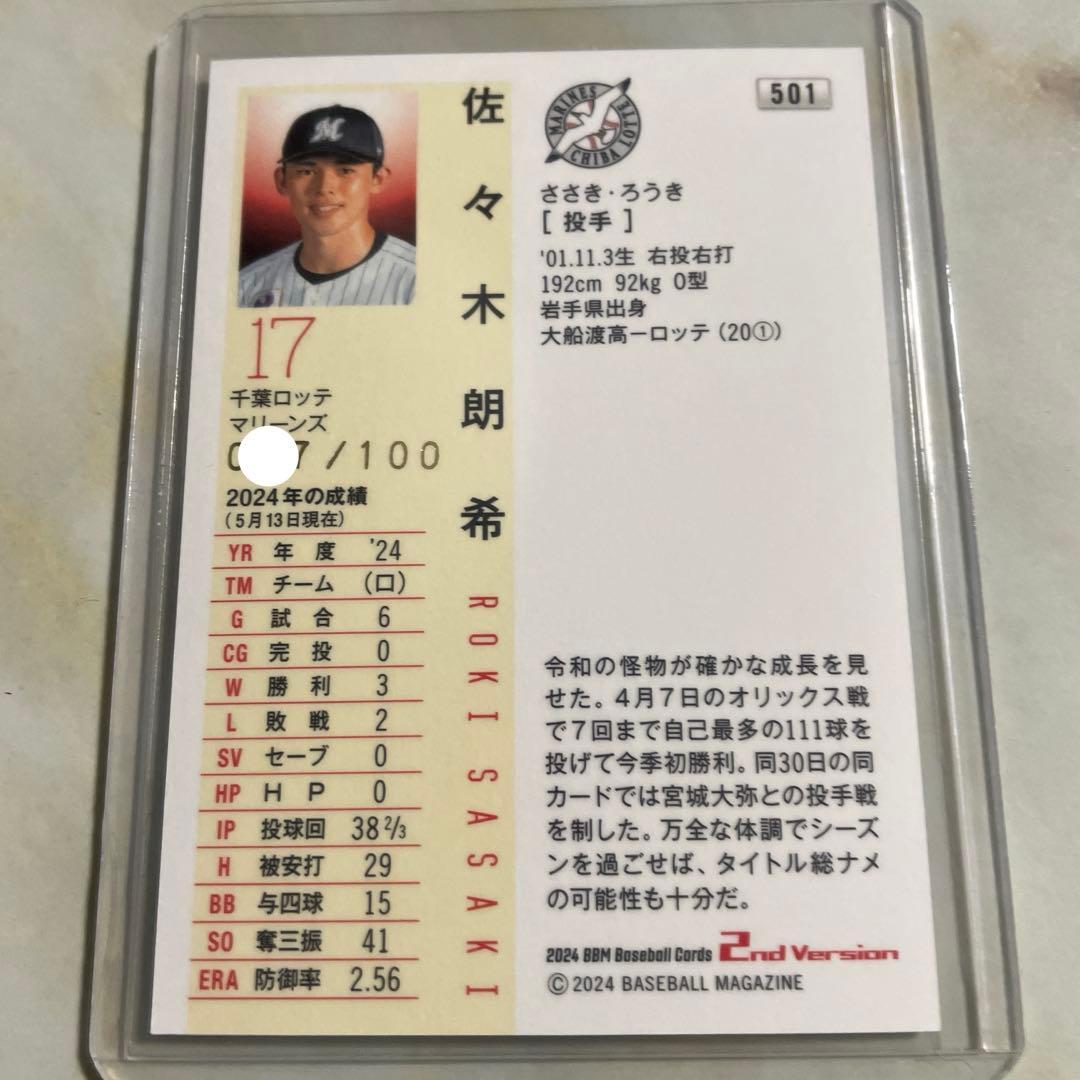 佐々木朗希
ROKI SASAKI
17
千葉ロッテ
マリーンズ
7/100
2024年の成績
(5月13日現在)
YR 年度 '24
TM チーム (ロ)
G 試合 6
CG 完投 0
W 勝利 3
L 敗戦 2
SV セーブ 0
HP HP 0
IP 投球回 38 2/3
H 被安打 29
BB 与四球 15
SO 奪三振 41
ERA 防御率 2.56
M
MARINES
CHIBA LOTTE
501
ささき・ろうき
[投手]
'01.11.3生 右投右打
192cm 92kg O型
岩手県出身
大船渡高ーロッテ(20①)
令和の怪物が確かな成長を見
せた。4月7日のオリックス戦
で7回まで自己最多の111球を
投げて今季初勝利。同30日の同
カードでは宮城大弥との投手戦
を制した。万全な体調でシーズ
ンを過ごせば、タイトル総ナメ
の可能性も十分だ。
2024 BBM Baseball Cards 2nd Version
©2024 BASEBALL MAGAZINE